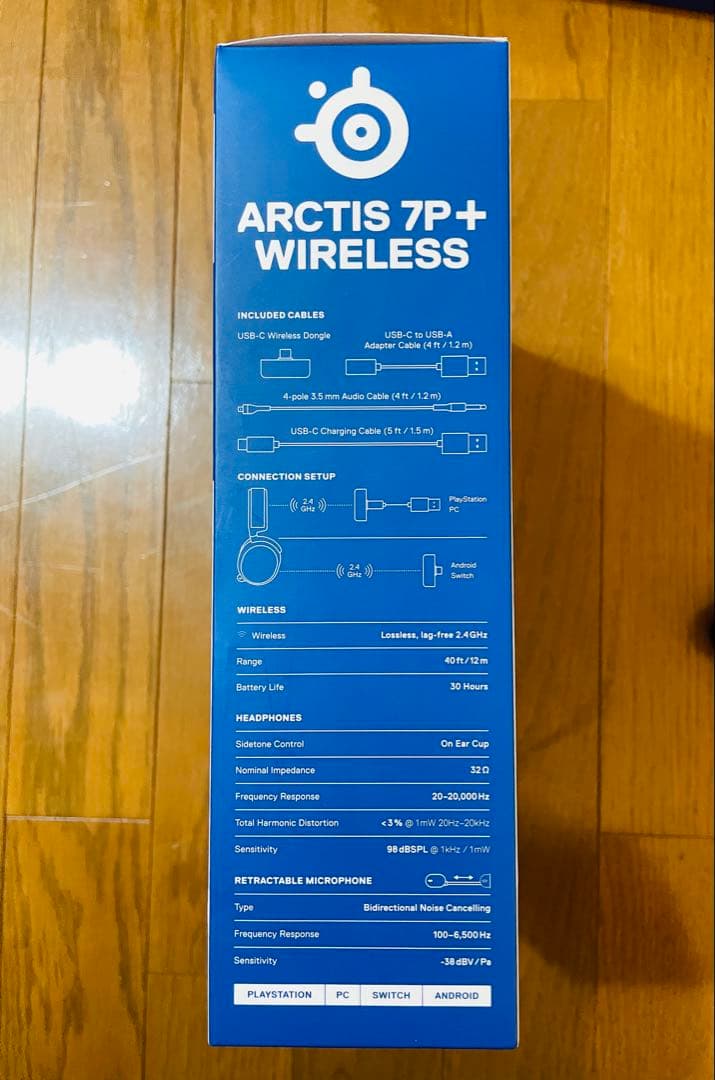 ARCTIS 7P+
WIRELESS
INCLUDED CABLES
USB-C Wireless Dongle
USB-C to USB-A
Adapter Cable (4 ft / 1.2 m)
4-pole 3.5 mm Audio Cable (4 ft / 1.2 m)
USB-C Charging Cable (5 ft / 1.5 m)
CONNECTION SETUP
2.4
GHz
PlayStation
PC
2.4
GHz
Android
Switch
WIRELESS
Wireless Lossless, lag-free 2.4GHz
Range 40 ft / 12 m
Battery Life 30 Hours
HEADPHONES
Sidetone Control On Ear Cup
Nominal Impedance 32 Ω
Frequency Response 20–20,000 Hz
Total Harmonic Distortion <3% @ 1mW 20Hz–20kHz
Sensitivity 98 dBSPL @ 1kHz / 1mW
RETRACTABLE MICROPHONE
Type Bidirectional Noise Cancelling
Frequency Response 100–6,500 Hz
Sensitivity -38 dBV / Pa
PLAYSTATION PC SWITCH ANDROID